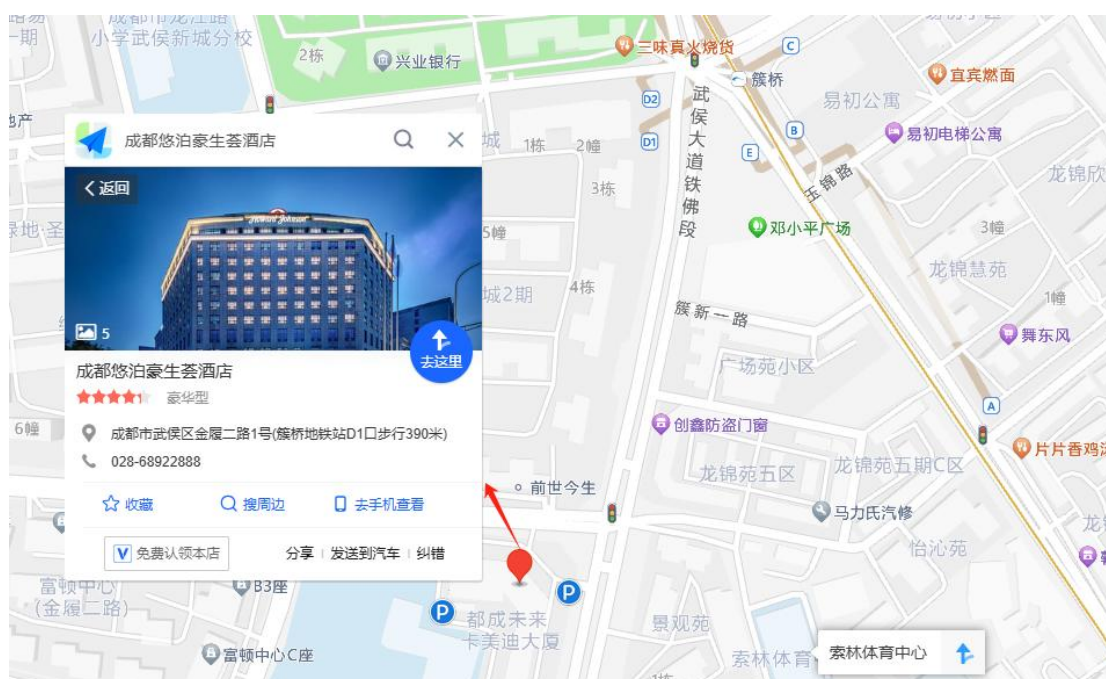 成都市龙江路
小学武侯新城分校
一期
2栋
兴业银行
三味真火烧货
C
簇桥
宜宾燃面
D2
武侯大道铁佛段
易初公寓
B
易初电梯公寓
D1
E
1栋
2幢
3栋
玉锦路
龙锦欣
成都悠泊豪生荟酒店
返回
Howard Johnson
5
去这里
5幢
邓小平广场
3幢
龙锦慧苑
1幢
城2期
4栋
簇新一路
舞东风
广场苑小区
成都悠泊豪生荟酒店
豪华型
成都市武侯区金履二路1号(簇桥地铁站D1口步行390米)
028-68922888
收藏
搜周边
去手机查看
V 免费认领本店
分享
发送到汽车
纠错
6幢
A
创鑫防盗门窗
片片香鸡汤
龙锦苑五区
龙锦苑五期C区
前世今生
马力氏汽修
怡沁苑
富顿中心
(金履二路)
B3座
P
P
都成未来
卡美迪大厦
景观苑
富顿中心C座
索林体育
索林体育中心